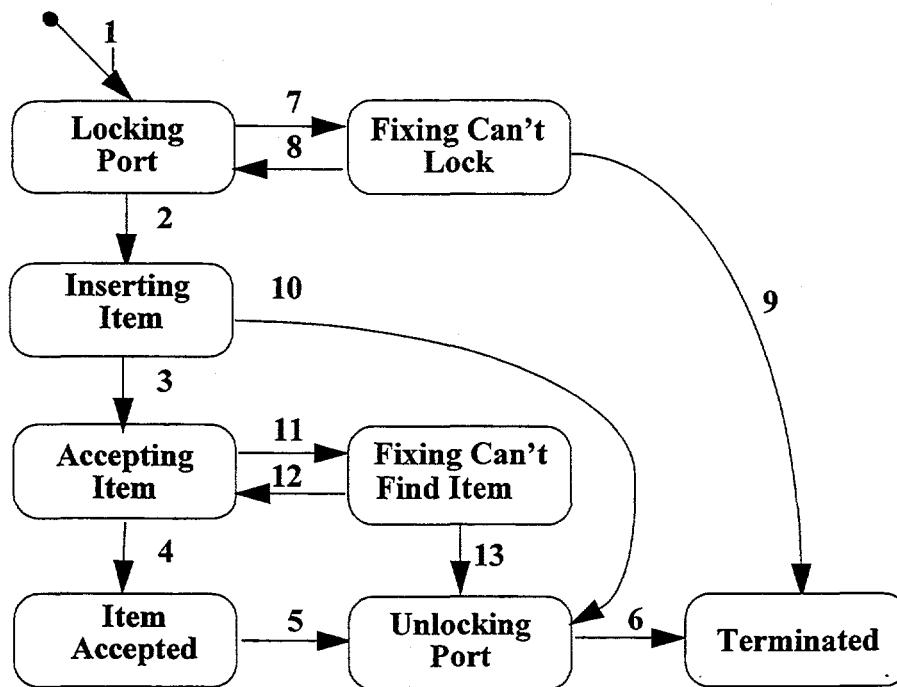 1
Locking
Port
7
8
Fixing Can't
Lock
2
Inserting
Item
10
9
3
Accepting
Item
11
12
Fixing Can't
Find Item
4
13
Item
Accepted
5
Unlocking
Port
6
Terminated